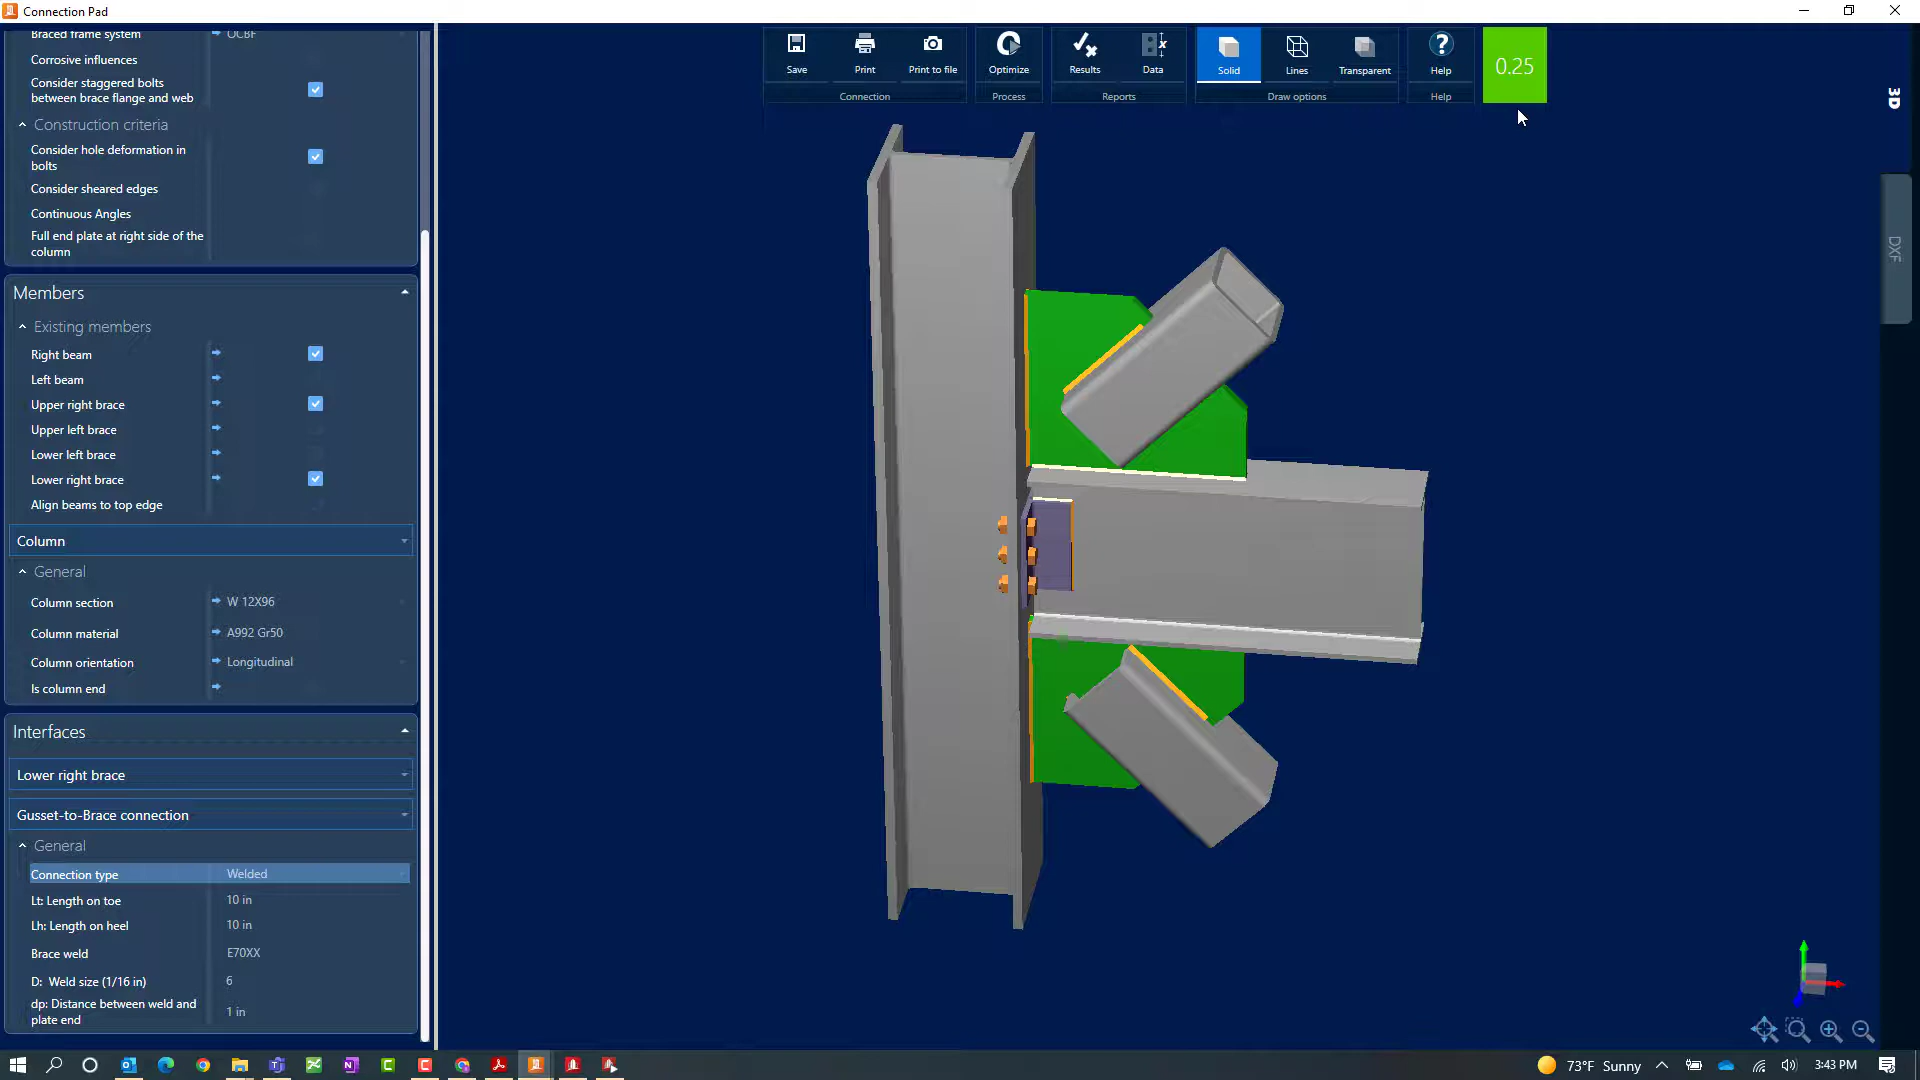 Connection Pad
Braced frame system
OCBF
Corrosive influences
Consider staggered bolts
between brace flange and web
Construction criteria
Consider hole deformation in
bolts
Consider sheared edges
Continuous Angles
Full end plate at right side of the
column
Members
Existing members
Right beam
Left beam
Upper right brace
Upper left brace
Lower left brace
Lower right brace
Align beams to top edge
Column
General
Column section
W 12X96
Column material
A992 Gr50
Column orientation
Longitudinal
Is column end
Interfaces
Lower right brace
Gusset-to-Brace connection
General
Connection type
Welded
Lt: Length on toe
10 in
Lh: Length on heel
10 in
Brace weld
E70XX
D:  Weld size (1/16 in)
6
dp: Distance between weld and
plate end
1 in
Save
Print
Print to file
Connection
Optimize
Process
Results
Data
Reports
Solid
Lines
Transparent
Draw options
Help
Help
0.25
3D
DXF
73°F Sunny
3:43 PM